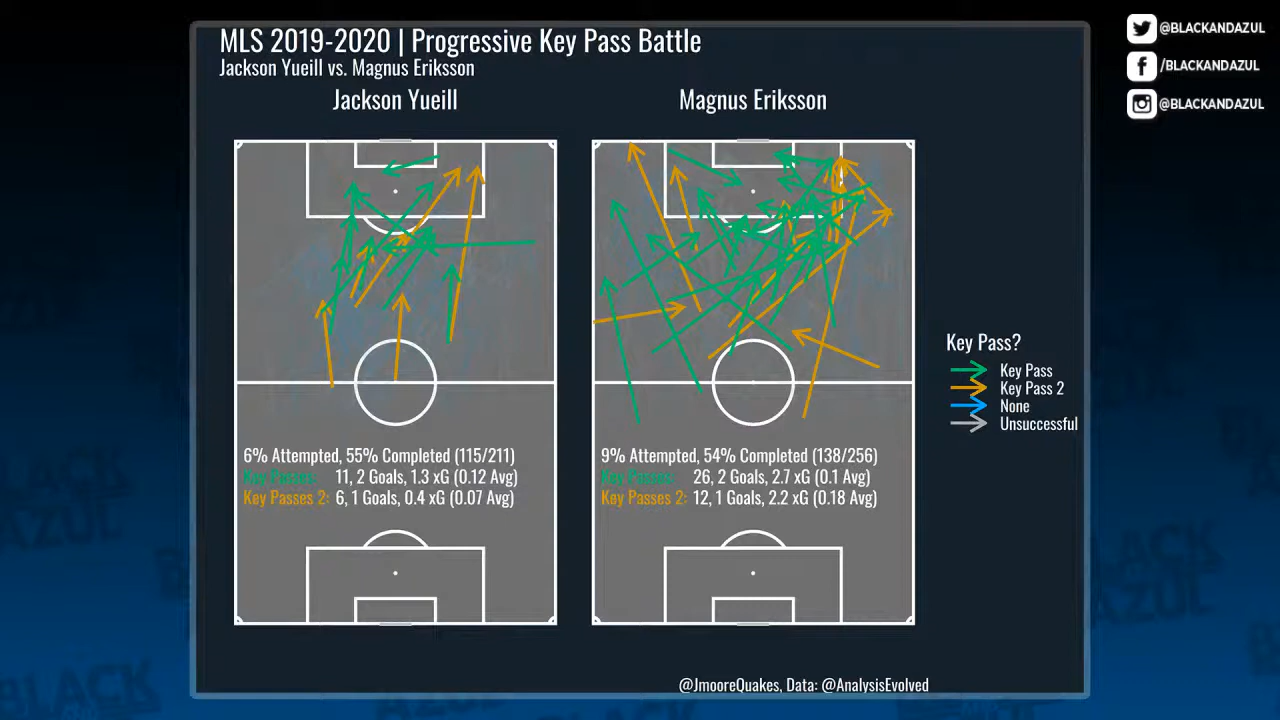 MLS 2019-2020 | Progressive Key Pass Battle
Jackson Yueill vs. Magnus Eriksson
@BLACKANDAZUL
/BLACKANDAZUL
@BLACKANDAZUL
Jackson Yueill
6% Attempted, 55% Completed (115/211)
Key Passes: 11, 2 Goals, 1.3 xG (0.12 Avg)
Key Passes 2: 6, 1 Goals, 0.4 xG (0.07 Avg)
Magnus Eriksson
9% Attempted, 54% Completed (138/256)
Key Passes: 26, 2 Goals, 2.7 xG (0.1 Avg)
Key Passes 2: 12, 1 Goals, 2.2 xG (0.18 Avg)
Key Pass?
Key Pass
Key Pass 2
None
Unsuccessful
@JmooreQuakes, Data: @AnalysisEvolved
BLACK
AZUL
BLACK